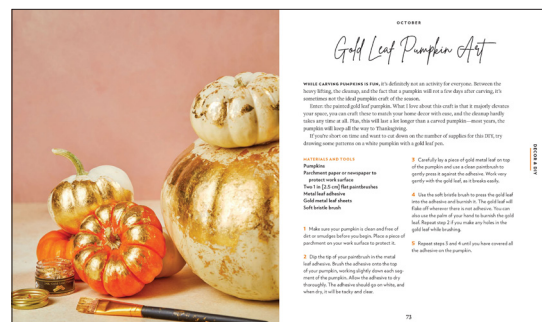 OCTOBER
Gold Leaf Pumpkin Art
WHILE CARVING PUMPKINS IS FUN, it's definitely not an activity for everyone. Between the
heavy lifting, the cleanup, and the fact that a pumpkin will rot a few days after carving, it's
sometimes not the ideal pumpkin craft of the season.
Enter: the painted gold leaf pumpkin. What I love about this craft is that it majorly elevates
your space, you can craft these to match your home decor with ease, and the cleanup hardly
takes any time at all. Plus, this will last a lot longer than a carved pumpkin—most years, the
pumpkin will keep all the way to Thanksgiving.
If you're short on time and want to cut down on the number of supplies for this DIY, try
drawing some patterns on a white pumpkin with a gold leaf pen.
MATERIALS AND TOOLS
Pumpkins
Parchment paper or newspaper to
protect work surface
Two 1 in [2.5 cm] flat paintbrushes
Metal leaf adhesive
Gold metal leaf sheets
Soft bristle brush
1 Make sure your pumpkin is clean and free of
dirt or smudges before you begin. Place a piece of
parchment on your work surface to protect it.
2 Dip the tip of your paintbrush in the metal
leaf adhesive. Brush the adhesive onto the top
of your pumpkin, working slightly down each seg-
ment of the pumpkin. Allow the adhesive to dry
thoroughly. The adhesive should go on white, and
when dry, it will be tacky and clear.
3 Carefully lay a piece of gold metal leaf on top
of the pumpkin and use a clean paintbrush to
gently press it against the adhesive. Work very
gently with the gold leaf, as it breaks easily.
4 Use the soft bristle brush to press the gold leaf
into the adhesive and burnish it. The gold leaf will
flake off wherever there is not adhesive. You can
also use the palm of your hand to burnish the gold
leaf. Repeat step 2 if you make any holes in the
gold leaf while brushing.
5 Repeat steps 3 and 4 until you have covered all
the adhesive on the pumpkin.
DECOR & DIY
73